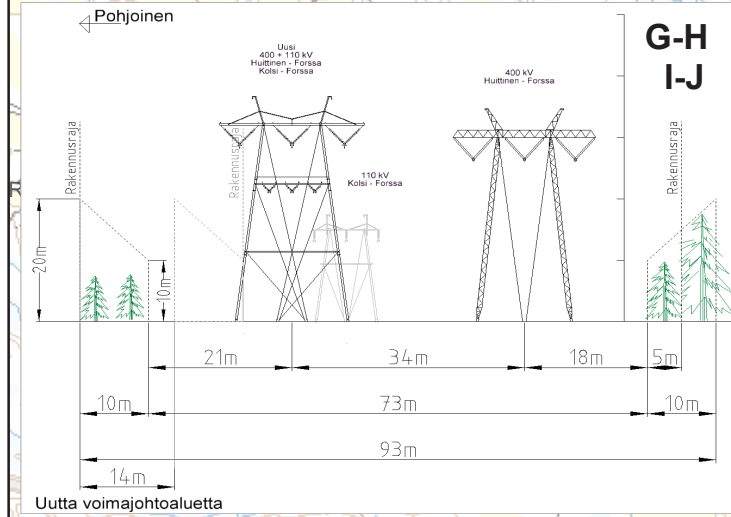 Pohjoinen
G-H
I-J
Uusi
400 + 110 kV
Huittinen - Forssa
Kolsi - Forssa
400 kV
Huittinen - Forssa
110 kV
Kolsi - Forssa
Rakennusraja
Rakennusraja
Rakennusraja
20m
10m
21m
34m
18m
5m
10m
73m
10m
93m
14m
Uutta voimajohtoaluetta